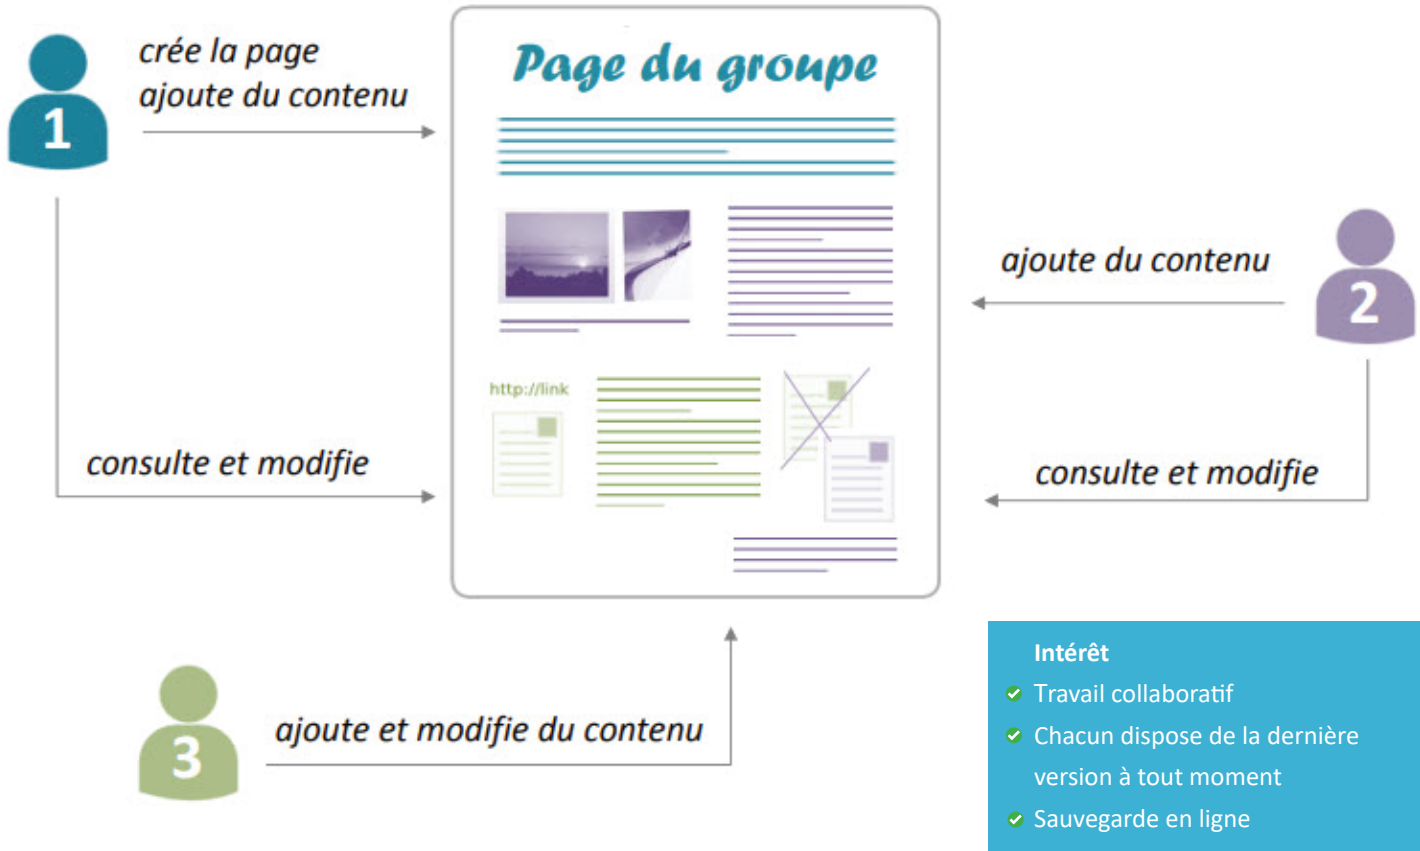 Page du groupe
crée la page
ajoute du contenu
1
ajoute du contenu
2
http://link
consulte et modifie
consulte et modifie
ajoute et modifie du contenu
3
Intérêt
Travail collaboratif
Chacun dispose de la dernière
version à tout moment
Sauvegarde en ligne